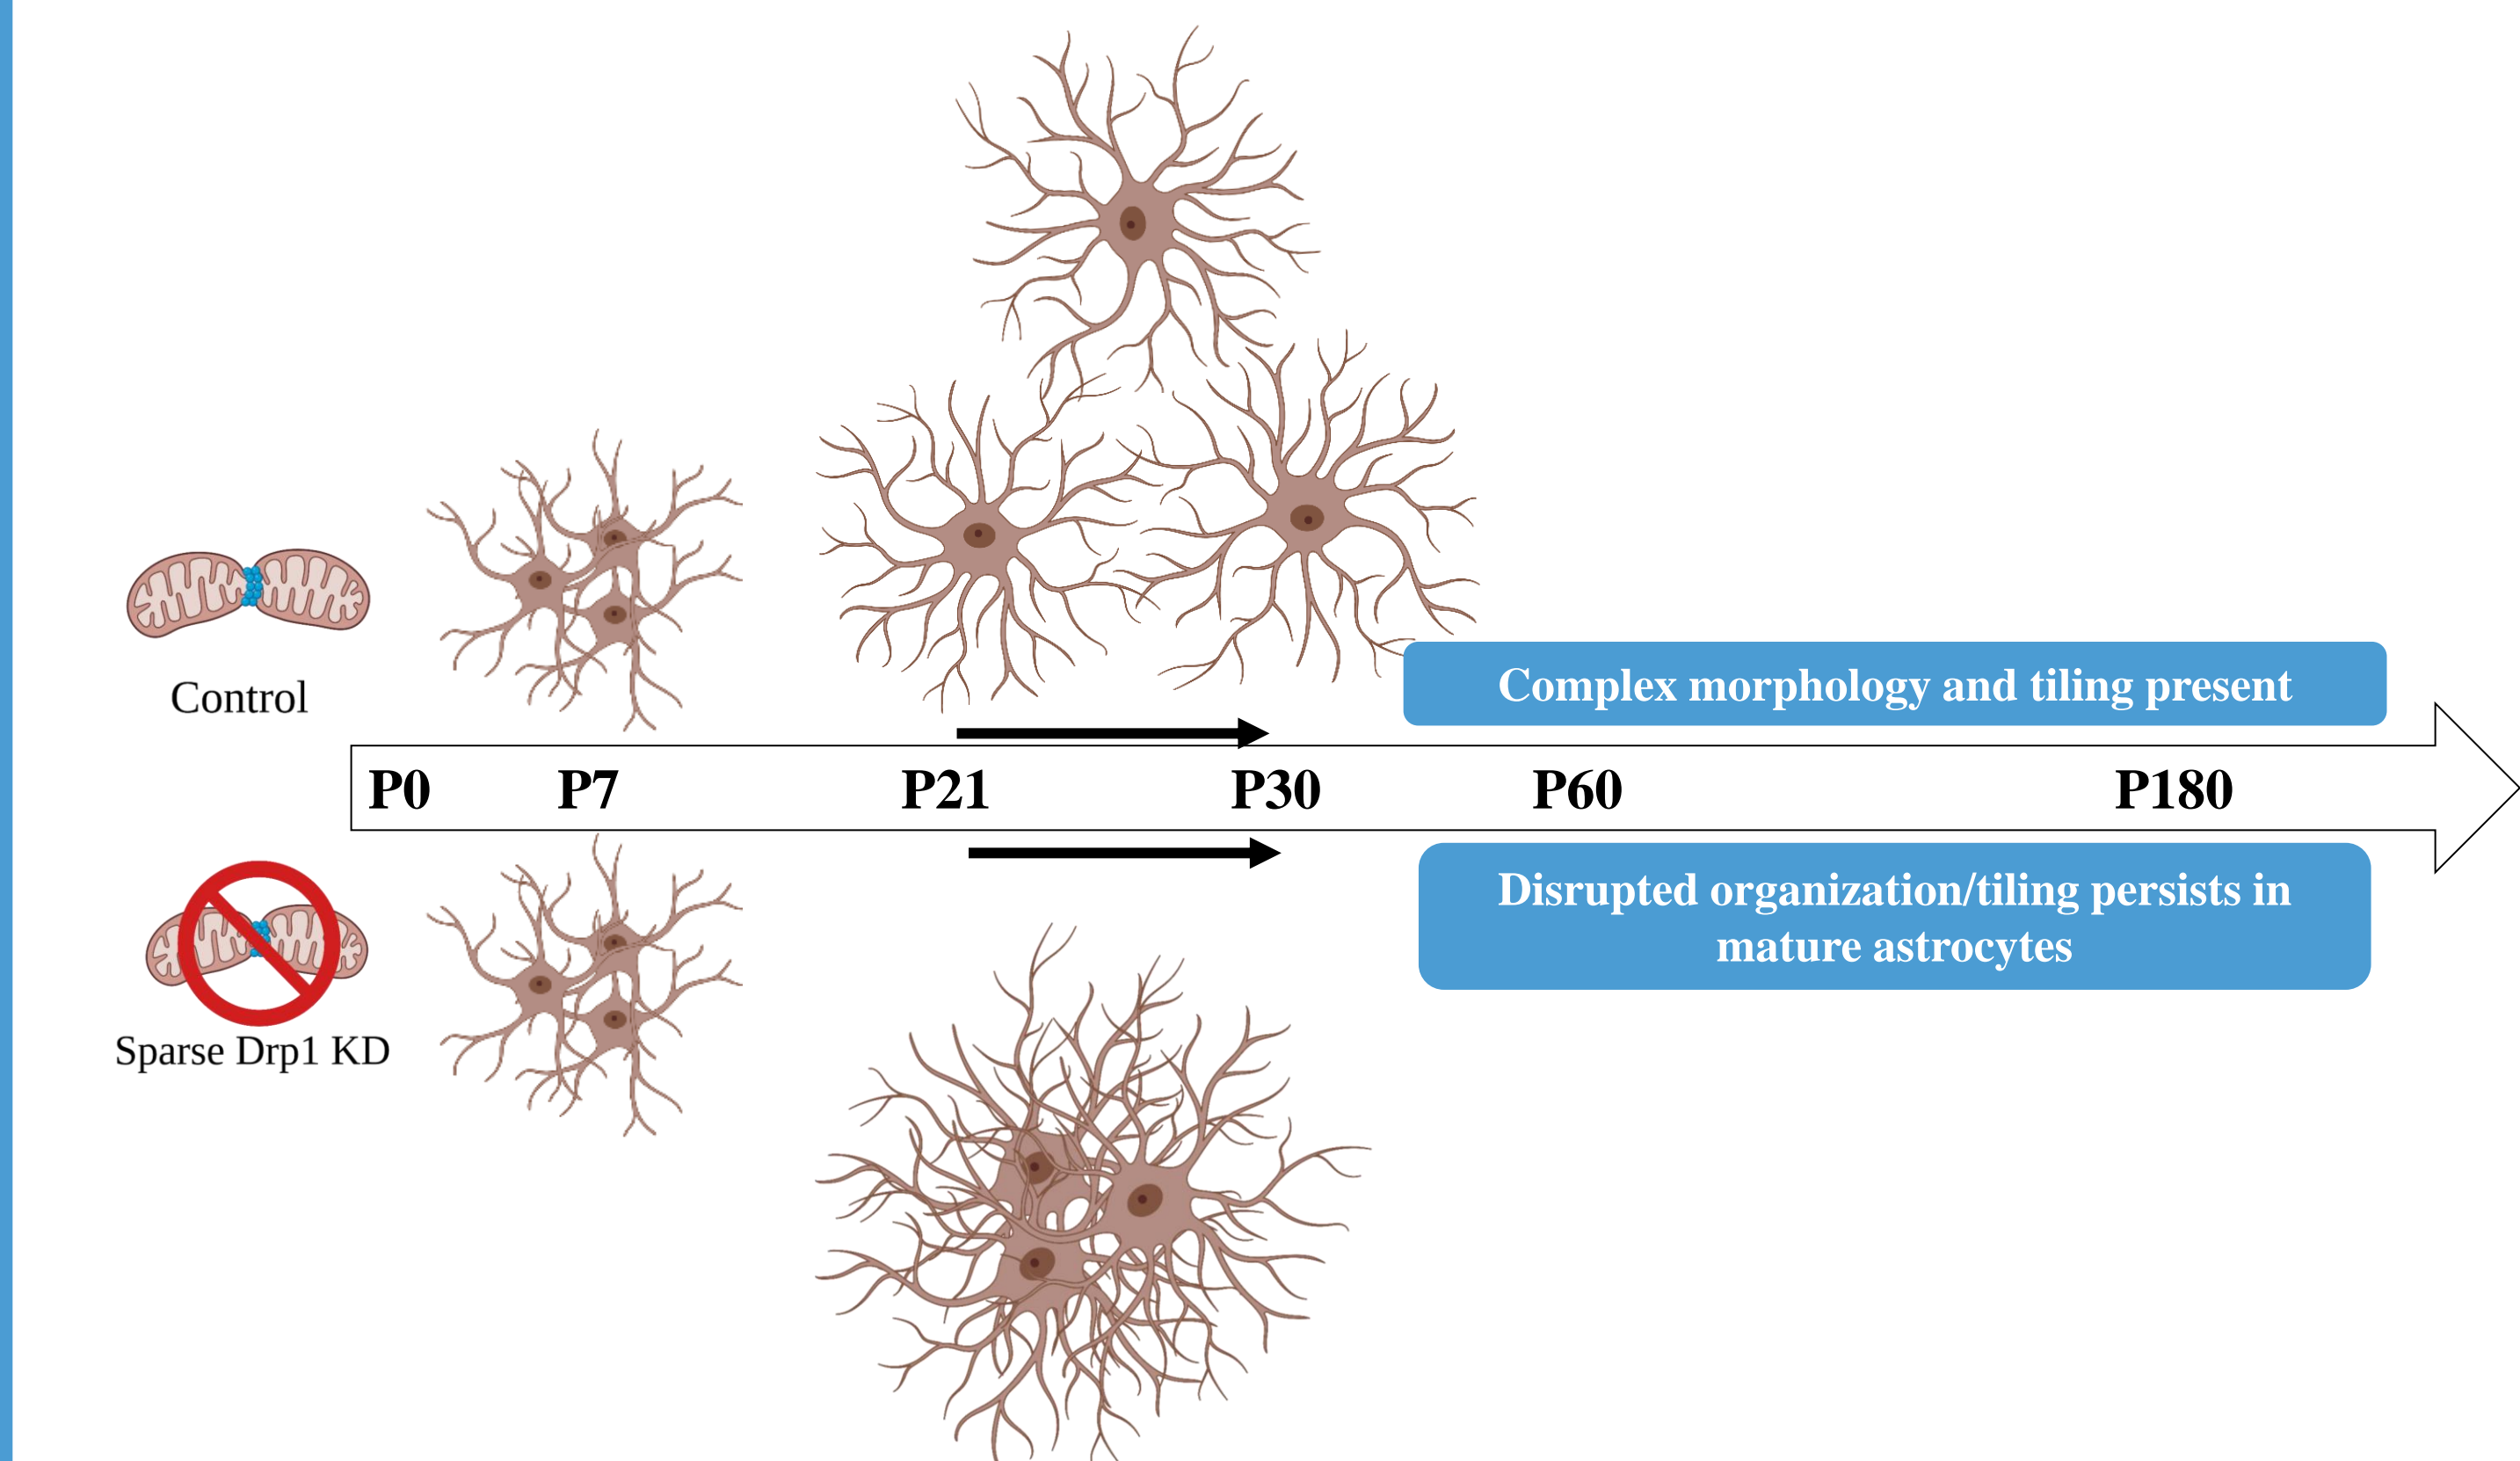 Control
Complex morphology and tiling present
P0 P7 P21 P30 P60 P180
Sparse Drp1 KD
Disrupted organization/tiling persists in
mature astrocytes